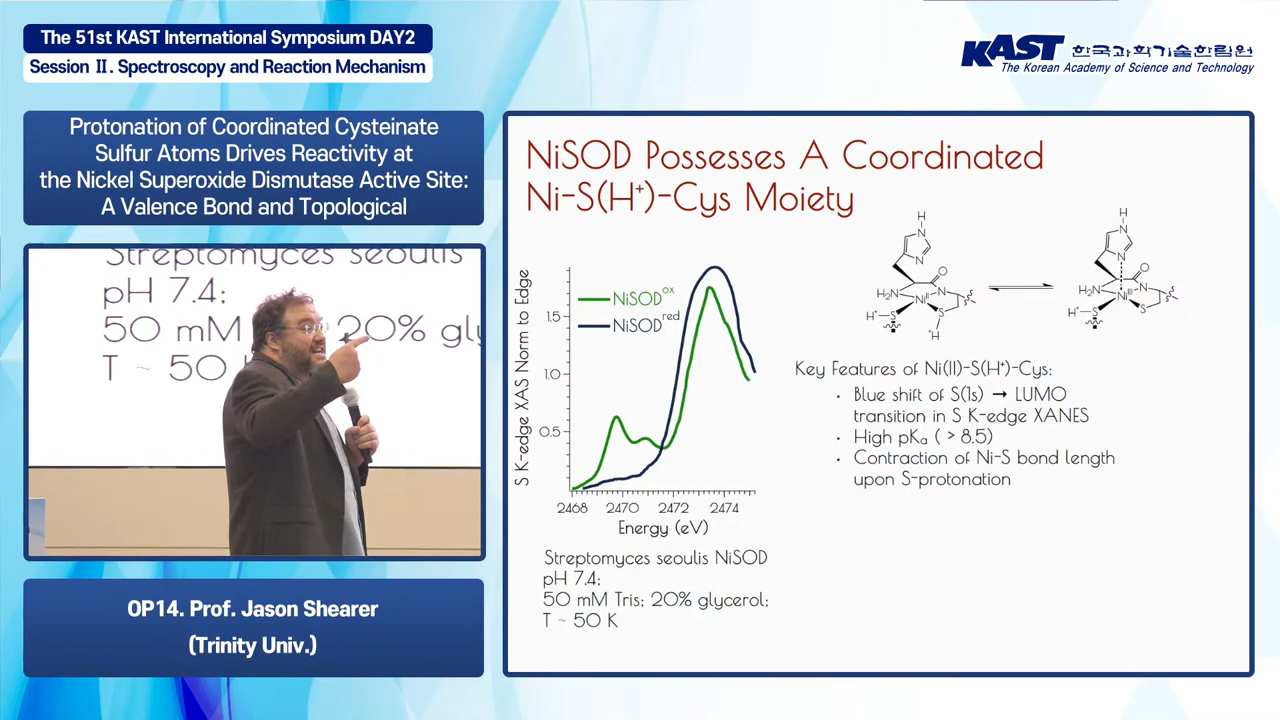 The 51st KAST International Symposium DAY2
Session Ⅱ. Spectroscopy and Reaction Mechanism
KAST 한국과학기술한림원
The Korean Academy of Science and Technology
Protonation of Coordinated Cysteinate
Sulfur Atoms Drives Reactivity at
the Nickel Superoxide Dismutase Active Site:
A Valence Bond and Topological
Streptomyces seoulis
pH 7.4;
50 mM 20% gly
T ~ 50
OP14. Prof. Jason Shearer
(Trinity Univ.)
NiSOD Possesses A Coordinated
Ni-S(H⁺)-Cys Moiety
S K-edge XAS Norm to Edge
NiSODᵒˣ
NiSODʳᵉᵈ
1.5
1.0
0.5
2468 2470 2472 2474
Energy (eV)
Streptomyces seoulis NiSOD
pH 7.4;
50 mM Tris; 20% glycerol;
T ~ 50 K
H
N
N
O
H₂N
N
Niᴵᴵ
H⁺
S
S
H
+
H
N
N
O
H₂N
N
Niᴵᴵᴵ
H⁺
S
S
Key Features of Ni(II)-S(H⁺)-Cys:
· Blue shift of S(1s) → LUMO
transition in S K-edge XANES
· High pKₐ ( > 8.5)
· Contraction of Ni-S bond length
upon S-protonation